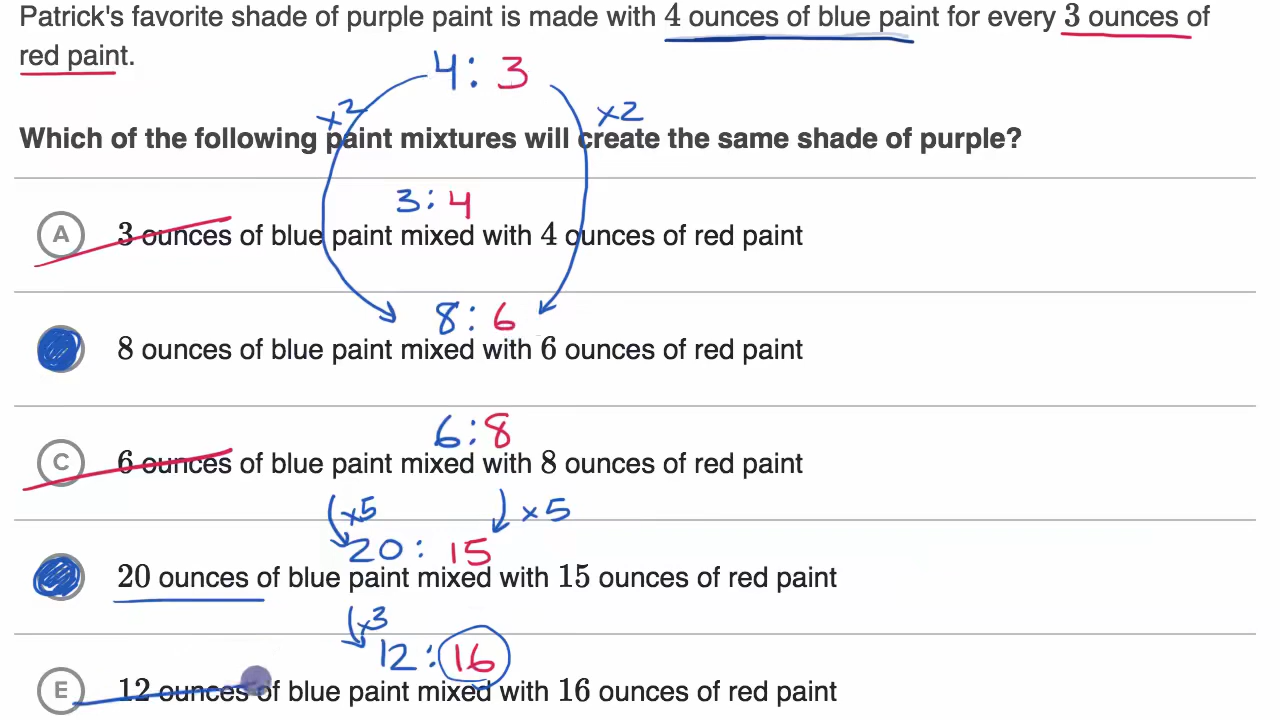 Patrick's favorite shade of purple paint is made with 4 ounces of blue paint for every 3 ounces of
red paint.
4 : 3
x2
x2
Which of the following paint mixtures will create the same shade of purple?
3 : 4
A 3 ounces of blue paint mixed with 4 ounces of red paint
8 : 6
8 ounces of blue paint mixed with 6 ounces of red paint
6 : 8
C 6 ounces of blue paint mixed with 8 ounces of red paint
x5
x5
20 : 15
20 ounces of blue paint mixed with 15 ounces of red paint
x3
12 : 16
E 12 ounces of blue paint mixed with 16 ounces of red paint